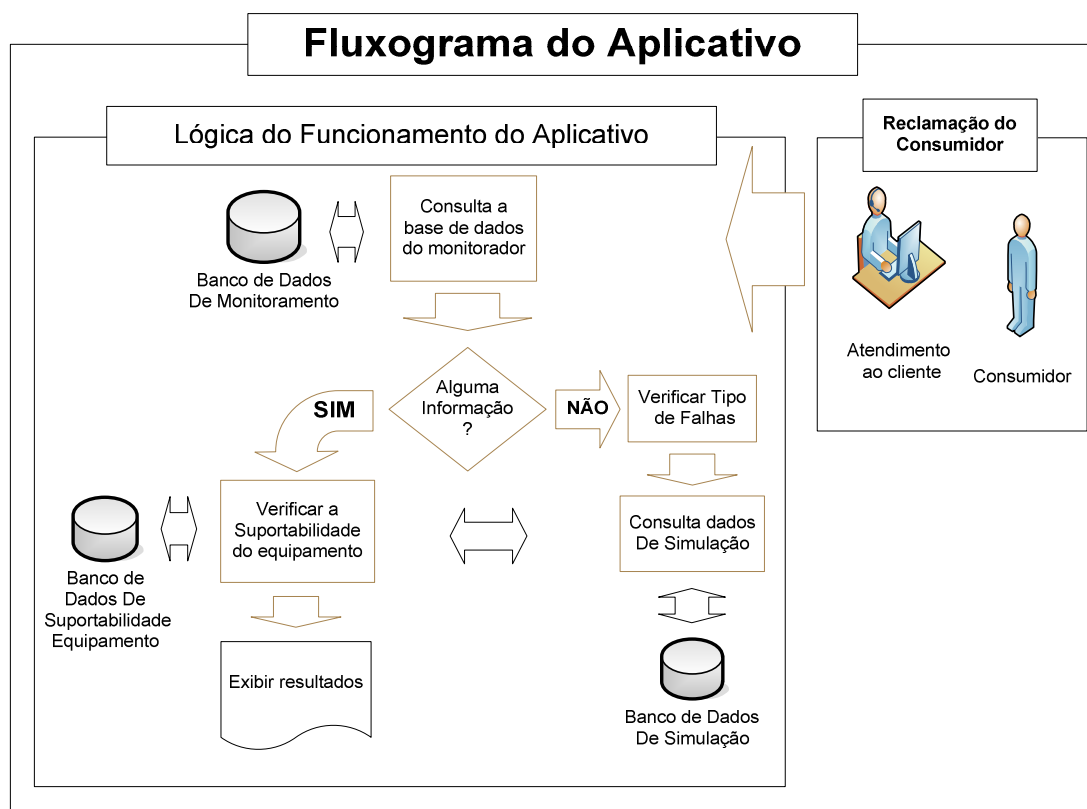 Fluxograma do Aplicativo
Lógica do Funcionamento do Aplicativo
Reclamação do
Consumidor
Consulta a
base de dados
do monitorador
Banco de Dados
De Monitoramento
Atendimento
ao cliente
Consumidor
Alguma
Informação
?
SIM
NÃO
Verificar Tipo
de Falhas
Verificar a
Suportabilidade
do equipamento
Consulta dados
De Simulação
Banco de
Dados De
Suportabilidade
Equipamento
Exibir resultados
Banco de Dados
De Simulação